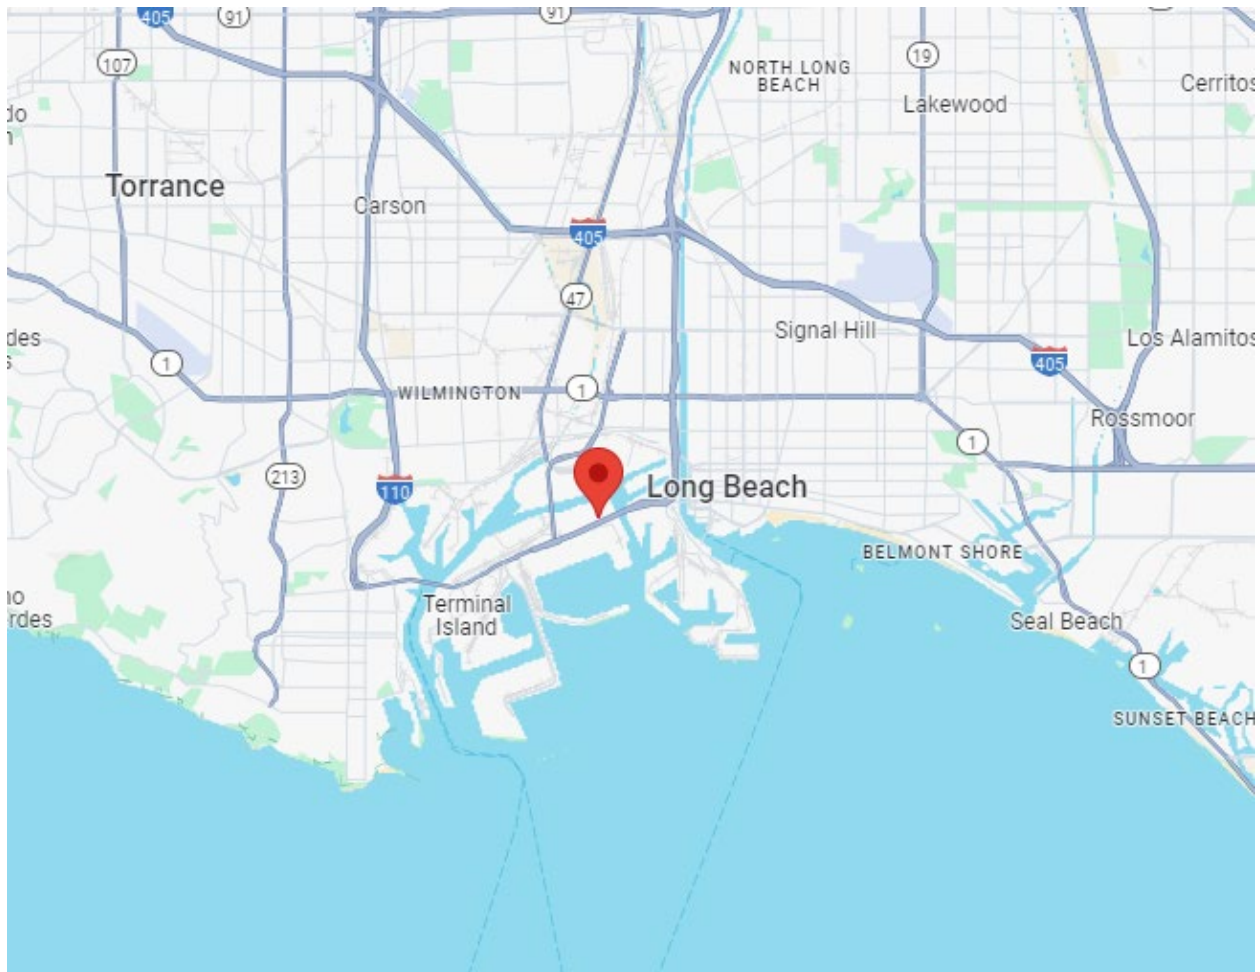 405
91
91
107
19
NORTH LONG
BEACH
Cerritos
Lakewood
Torrance
Carson
405
47
Signal Hill
Los Alamitos
405
1
WILMINGTON
1
Rossmoor
1
213
110
Long Beach
BELMONT SHORE
Terminal
Island
Seal Beach
1
SUNSET BEACH